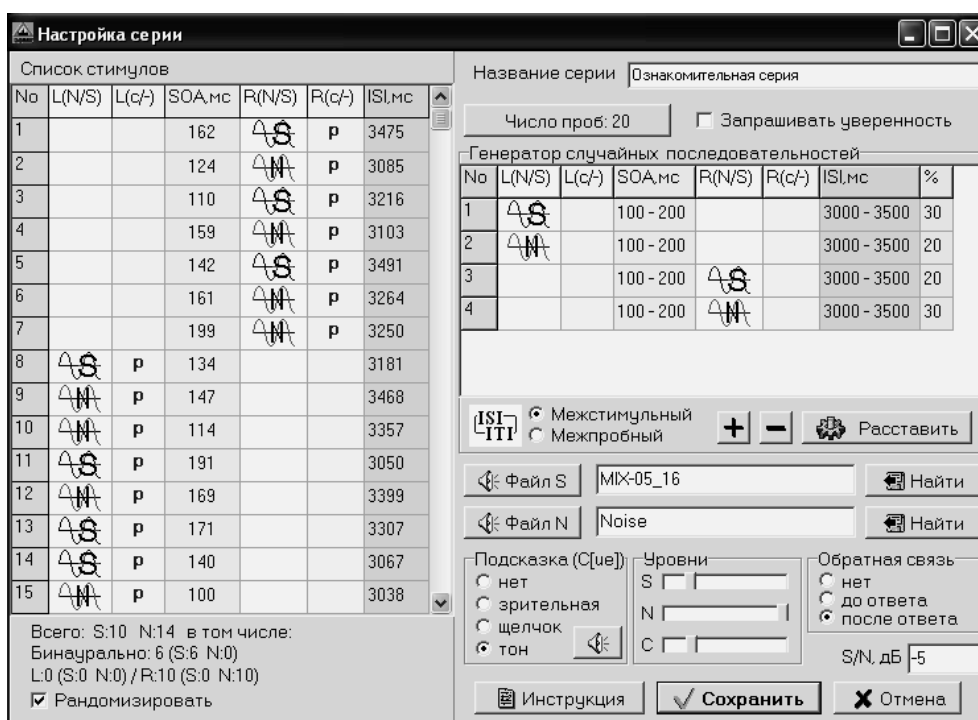 Настройка серии
Список стимулов
No L(N/S) L(c/-) SOA,мс R(N/S) R(c/-) ISI,мс
1 162 S p 3475
2 124 N p 3085
3 110 S p 3216
4 159 N p 3103
5 142 S p 3491
6 161 N p 3264
7 199 N p 3250
8 S p 134 3181
9 N p 147 3468
10 N p 114 3357
11 S p 191 3050
12 N p 169 3399
13 S p 171 3307
14 S p 140 3067
15 N p 100 3038
Всего: S:10 N:14 в том числе:
Бинаурально: 6 (S:6 N:0)
L:0 (S:0 N:0) / R:10 (S:0 N:10)
Рандомизировать
Название серии Ознакомительная серия
Число проб: 20 Запрашивать уверенность
Генератор случайных последовательностей
No L(N/S) L(c/-) SOA,мс R(N/S) R(c/-) ISI,мс %
1 S 100 - 200 3000 - 3500 30
2 N 100 - 200 3000 - 3500 20
3 100 - 200 S 3000 - 3500 20
4 100 - 200 N 3000 - 3500 30
ISI Межстимульный
ITI Межпробный
+ − Расставить
Файл S MIX-05_16 Найти
Файл N Noise Найти
Подсказка (C[ue])
нет
зрительная
щелчок
тон
Уровни
S
N
C
Обратная связь
нет
до ответа
после ответа
S/N, дБ -5
Инструкция Сохранить Отмена